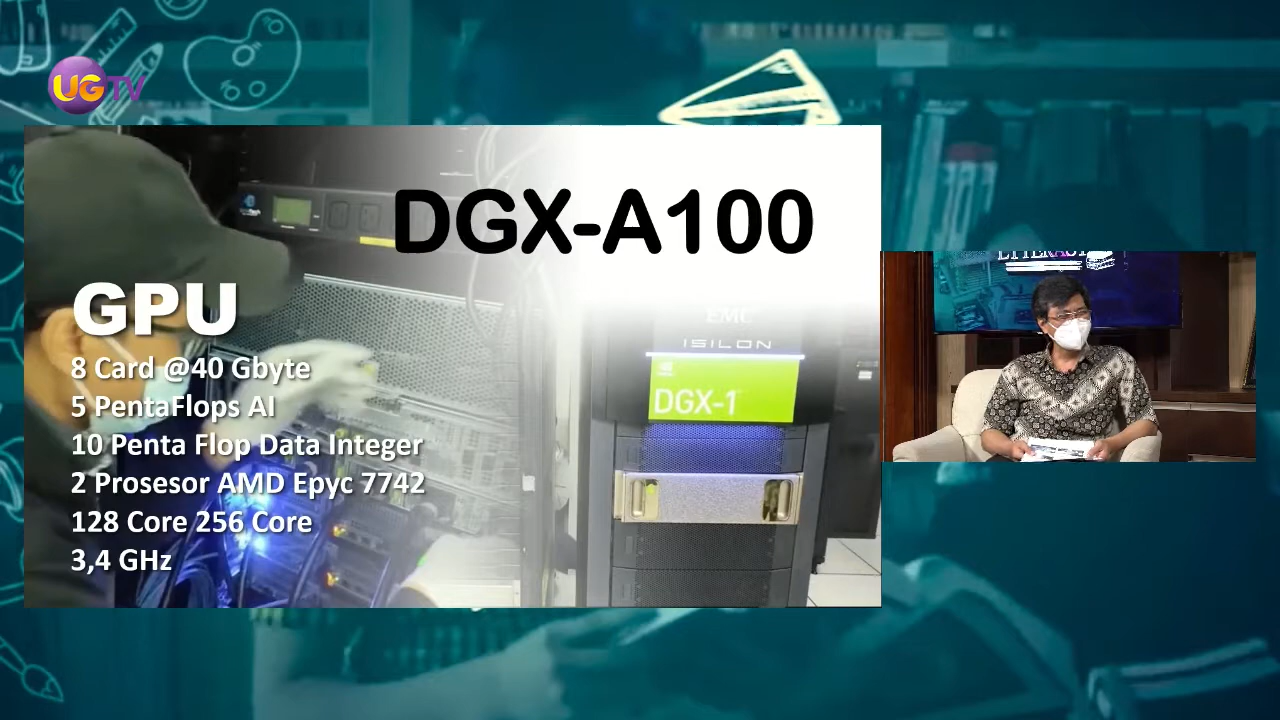 UGTV
DGX-A100
GPU
8 Card @40 Gbyte
5 PentaFlops AI
10 Penta Flop Data Integer
2 Prosesor AMD Epyc 7742
128 Core 256 Core
3,4 GHz
EMC
ISILON
DGX-1
LITERACY